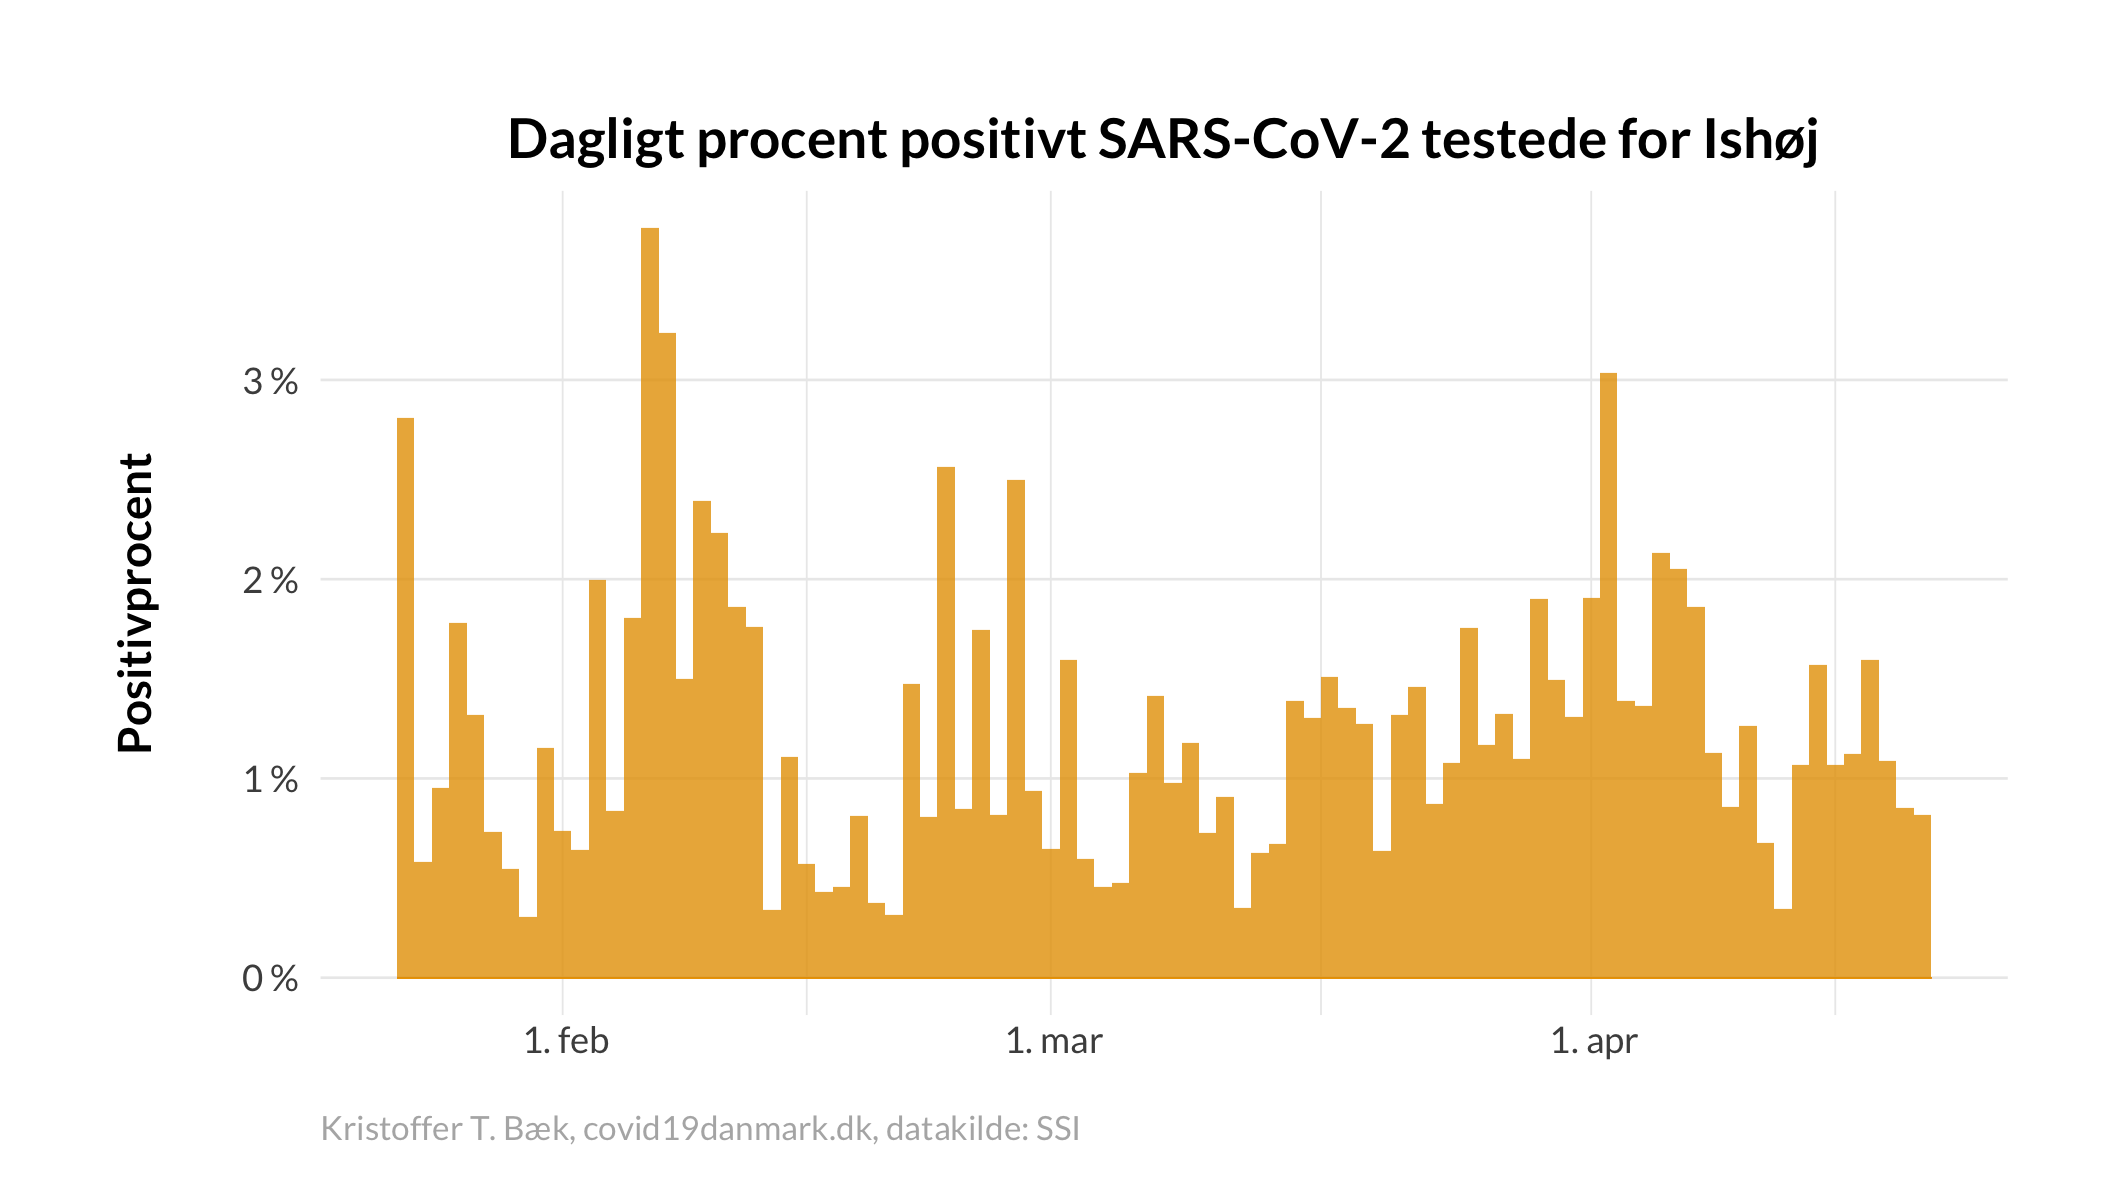 Dagligt procent positivt SARS-CoV-2 testede for Ishøj
Positivprocent
3 %
2 %
1 %
0 %
1. feb
1. mar
1. apr
Kristoffer T. Bæk, covid19danmark.dk, datakilde: SSI